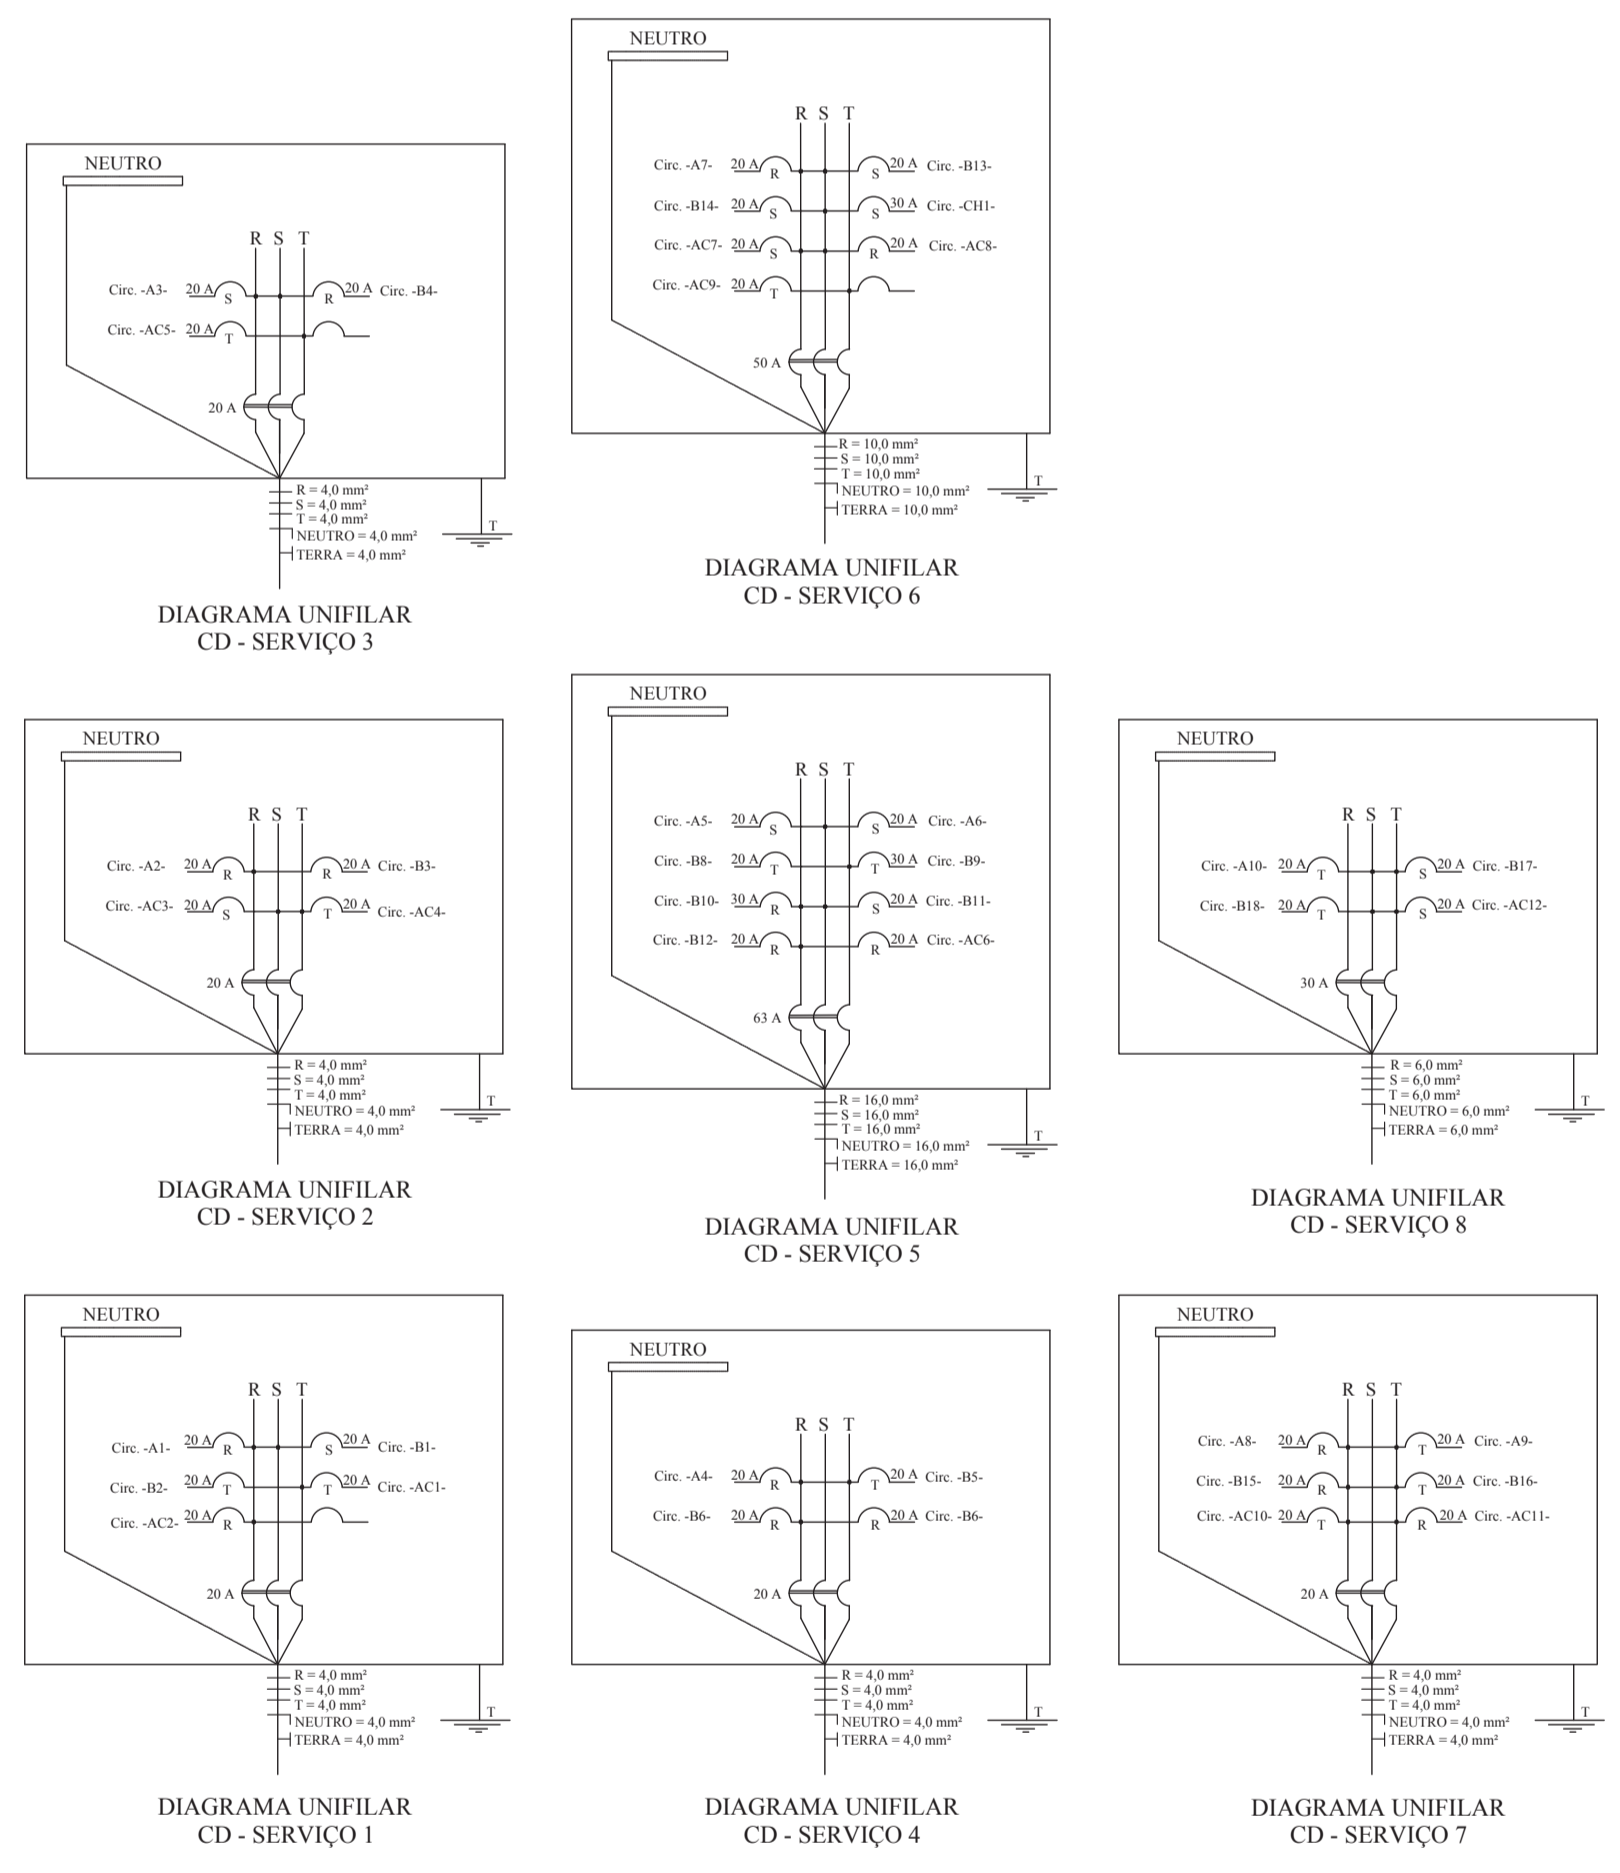 NEUTRO
R S T
Circ. -A3- 20 A S R 20 A Circ. -B4-
Circ. -AC5- 20 A T
20 A
R = 4,0 mm²
S = 4,0 mm²
T = 4,0 mm²
NEUTRO = 4,0 mm²
TERRA = 4,0 mm²
T
DIAGRAMA UNIFILAR
CD - SERVIÇO 3
NEUTRO
R S T
Circ. -A7- 20 A R S 20 A Circ. -B13-
Circ. -B14- 20 A S S 30 A Circ. -CH1-
Circ. -AC7- 20 A S R 20 A Circ. -AC8-
Circ. -AC9- 20 A T
50 A
R = 10,0 mm²
S = 10,0 mm²
T = 10,0 mm²
NEUTRO = 10,0 mm²
TERRA = 10,0 mm²
T
DIAGRAMA UNIFILAR
CD - SERVIÇO 6
NEUTRO
R S T
Circ. -A2- 20 A R R 20 A Circ. -B3-
Circ. -AC3- 20 A S T 20 A Circ. -AC4-
20 A
R = 4,0 mm²
S = 4,0 mm²
T = 4,0 mm²
NEUTRO = 4,0 mm²
TERRA = 4,0 mm²
T
DIAGRAMA UNIFILAR
CD - SERVIÇO 2
NEUTRO
R S T
Circ. -A5- 20 A S S 20 A Circ. -A6-
Circ. -B8- 20 A T T 30 A Circ. -B9-
Circ. -B10- 30 A R S 20 A Circ. -B11-
Circ. -B12- 20 A R R 20 A Circ. -AC6-
63 A
R = 16,0 mm²
S = 16,0 mm²
T = 16,0 mm²
NEUTRO = 16,0 mm²
TERRA = 16,0 mm²
T
DIAGRAMA UNIFILAR
CD - SERVIÇO 5
NEUTRO
R S T
Circ. -A10- 20 A T S 20 A Circ. -B17-
Circ. -B18- 20 A T S 20 A Circ. -AC12-
30 A
R = 6,0 mm²
S = 6,0 mm²
T = 6,0 mm²
NEUTRO = 6,0 mm²
TERRA = 6,0 mm²
T
DIAGRAMA UNIFILAR
CD - SERVIÇO 8
NEUTRO
R S T
Circ. -A1- 20 A R S 20 A Circ. -B1-
Circ. -B2- 20 A T T 20 A Circ. -AC1-
Circ. -AC2- 20 A R
20 A
R = 4,0 mm²
S = 4,0 mm²
T = 4,0 mm²
NEUTRO = 4,0 mm²
TERRA = 4,0 mm²
T
DIAGRAMA UNIFILAR
CD - SERVIÇO 1
NEUTRO
R S T
Circ. -A4- 20 A R T 20 A Circ. -B5-
Circ. -B6- 20 A R R 20 A Circ. -B6-
20 A
R = 4,0 mm²
S = 4,0 mm²
T = 4,0 mm²
NEUTRO = 4,0 mm²
TERRA = 4,0 mm²
T
DIAGRAMA UNIFILAR
CD - SERVIÇO 4
NEUTRO
R S T
Circ. -A8- 20 A R T 20 A Circ. -A9-
Circ. -B15- 20 A R T 20 A Circ. -B16-
Circ. -AC10- 20 A T R 20 A Circ. -AC11-
20 A
R = 4,0 mm²
S = 4,0 mm²
T = 4,0 mm²
NEUTRO = 4,0 mm²
TERRA = 4,0 mm²
T
DIAGRAMA UNIFILAR
CD - SERVIÇO 7